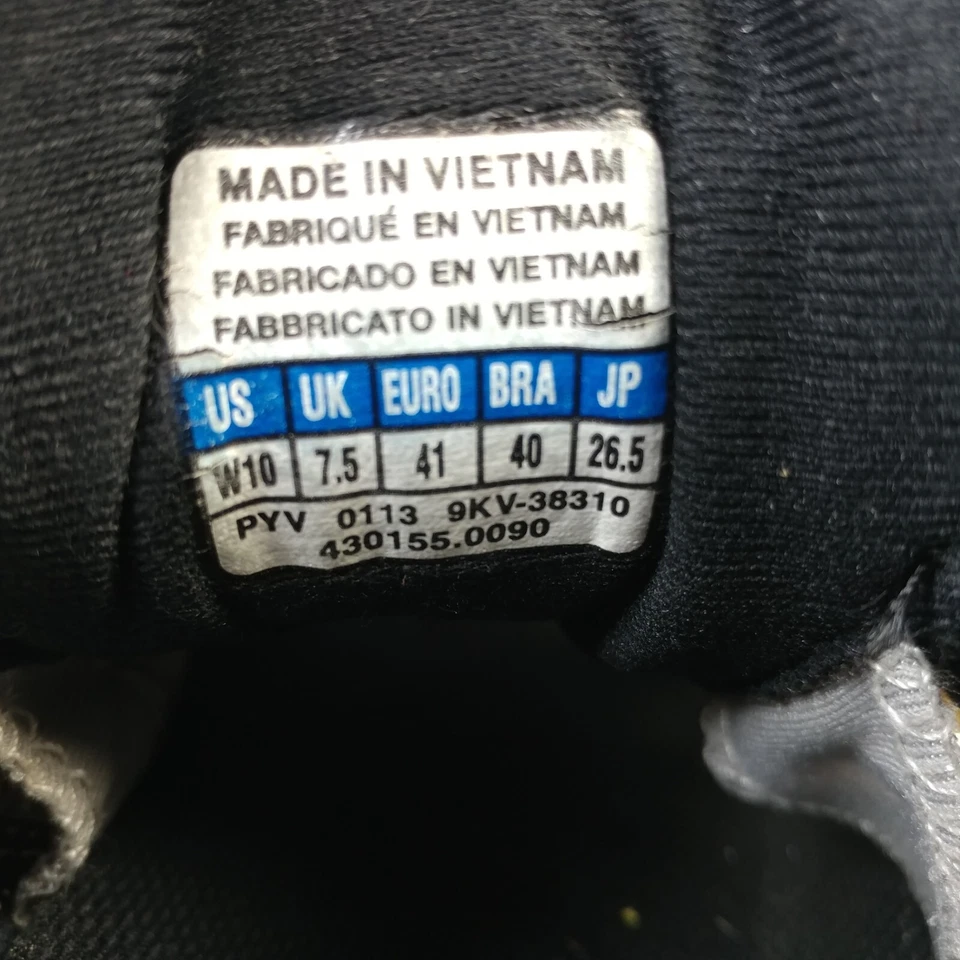 MADE IN VIETNAM
FABRIQUÉ EN VIETNAM
FABRICADO EN VIETNAM
FABBRICATO IN VIETNAM
US UK EURO BRA JP
W10 7.5 41 40 26.5
PYV 0113 9KV-38310
430155.0090